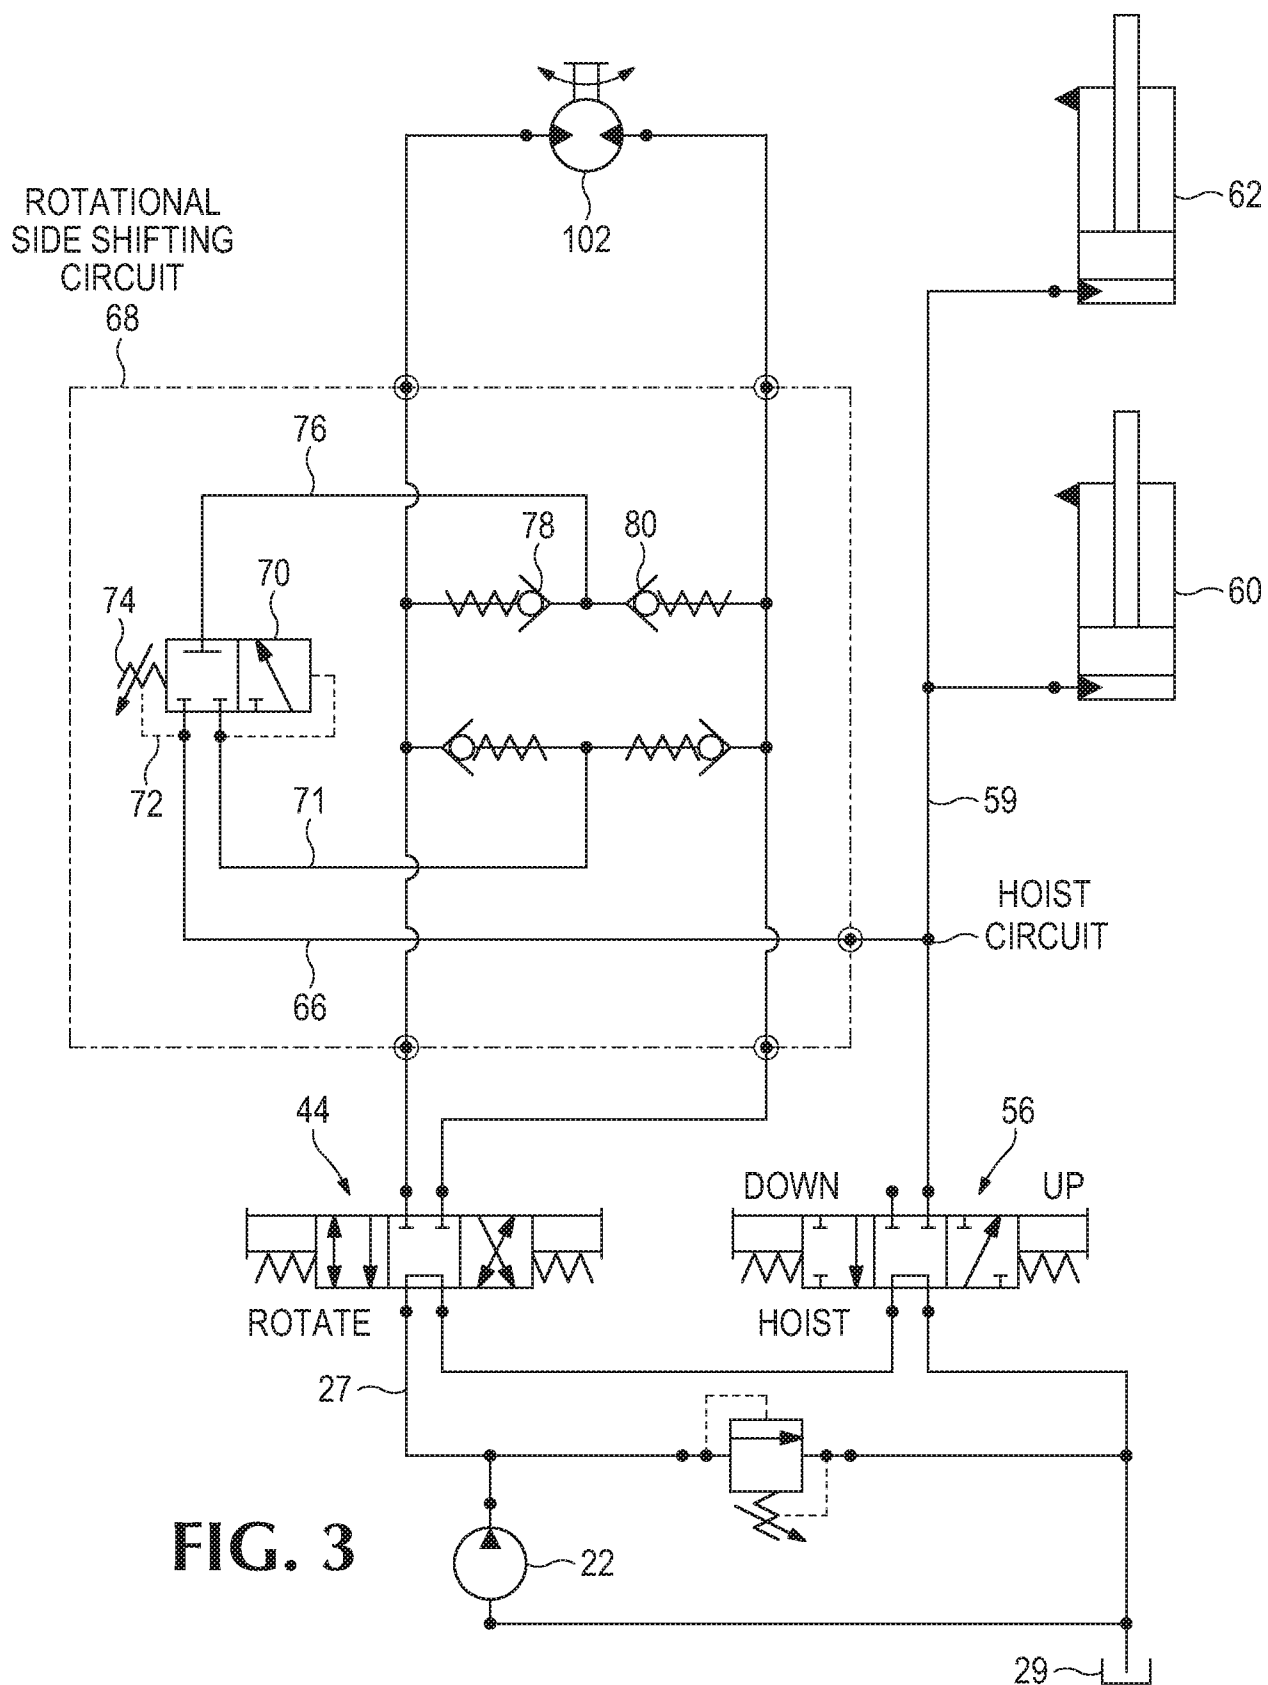 62
102
ROTATIONAL
SIDE SHIFTING
CIRCUIT
68
76
78
80
70
74
60
72
71
59
HOIST
CIRCUIT
66
44
56
DOWN
UP
ROTATE
HOIST
27
FIG. 3
22
29